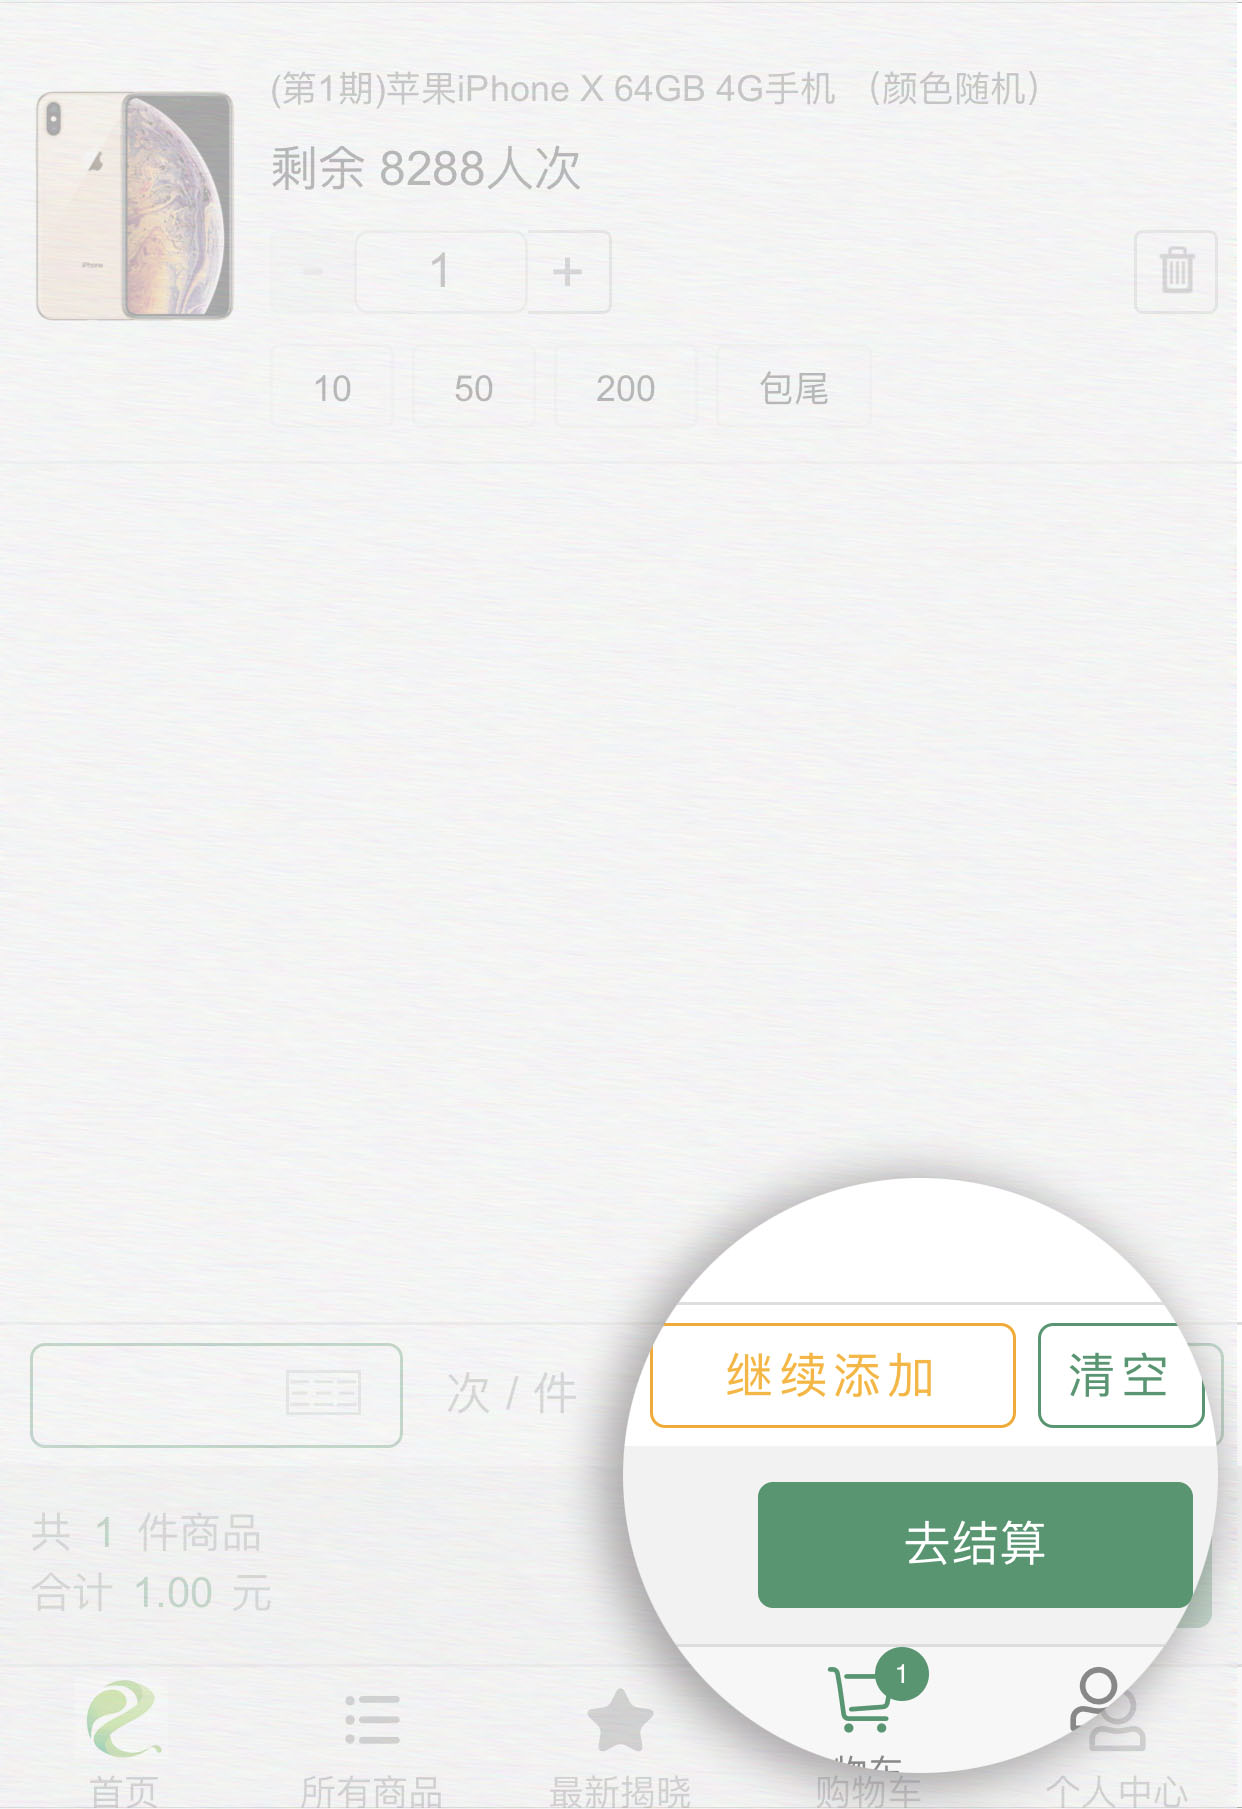 (第1期)苹果iPhone X 64GB 4G手机 （颜色随机）
剩余 8288人次
- 1 +
10 50 200 包尾
iPhone
次 / 件 继续添加 清空
共 1 件商品
合计 1.00 元
去结算
1
物车
首页 所有商品 最新揭晓 购物车 个人中心